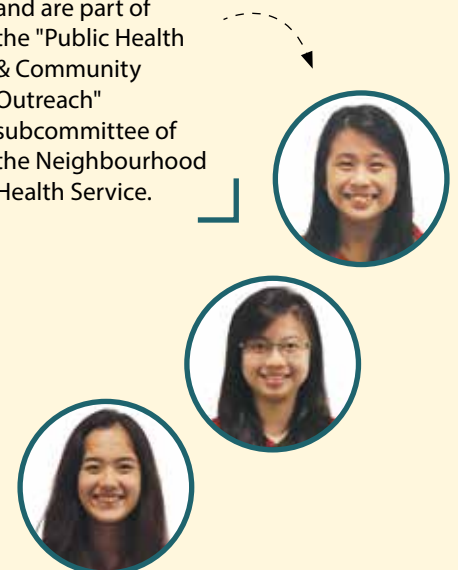 and are part of
the "Public Health
& Community
Outreach"
subcommittee of
the Neighbourhood
Health Service.